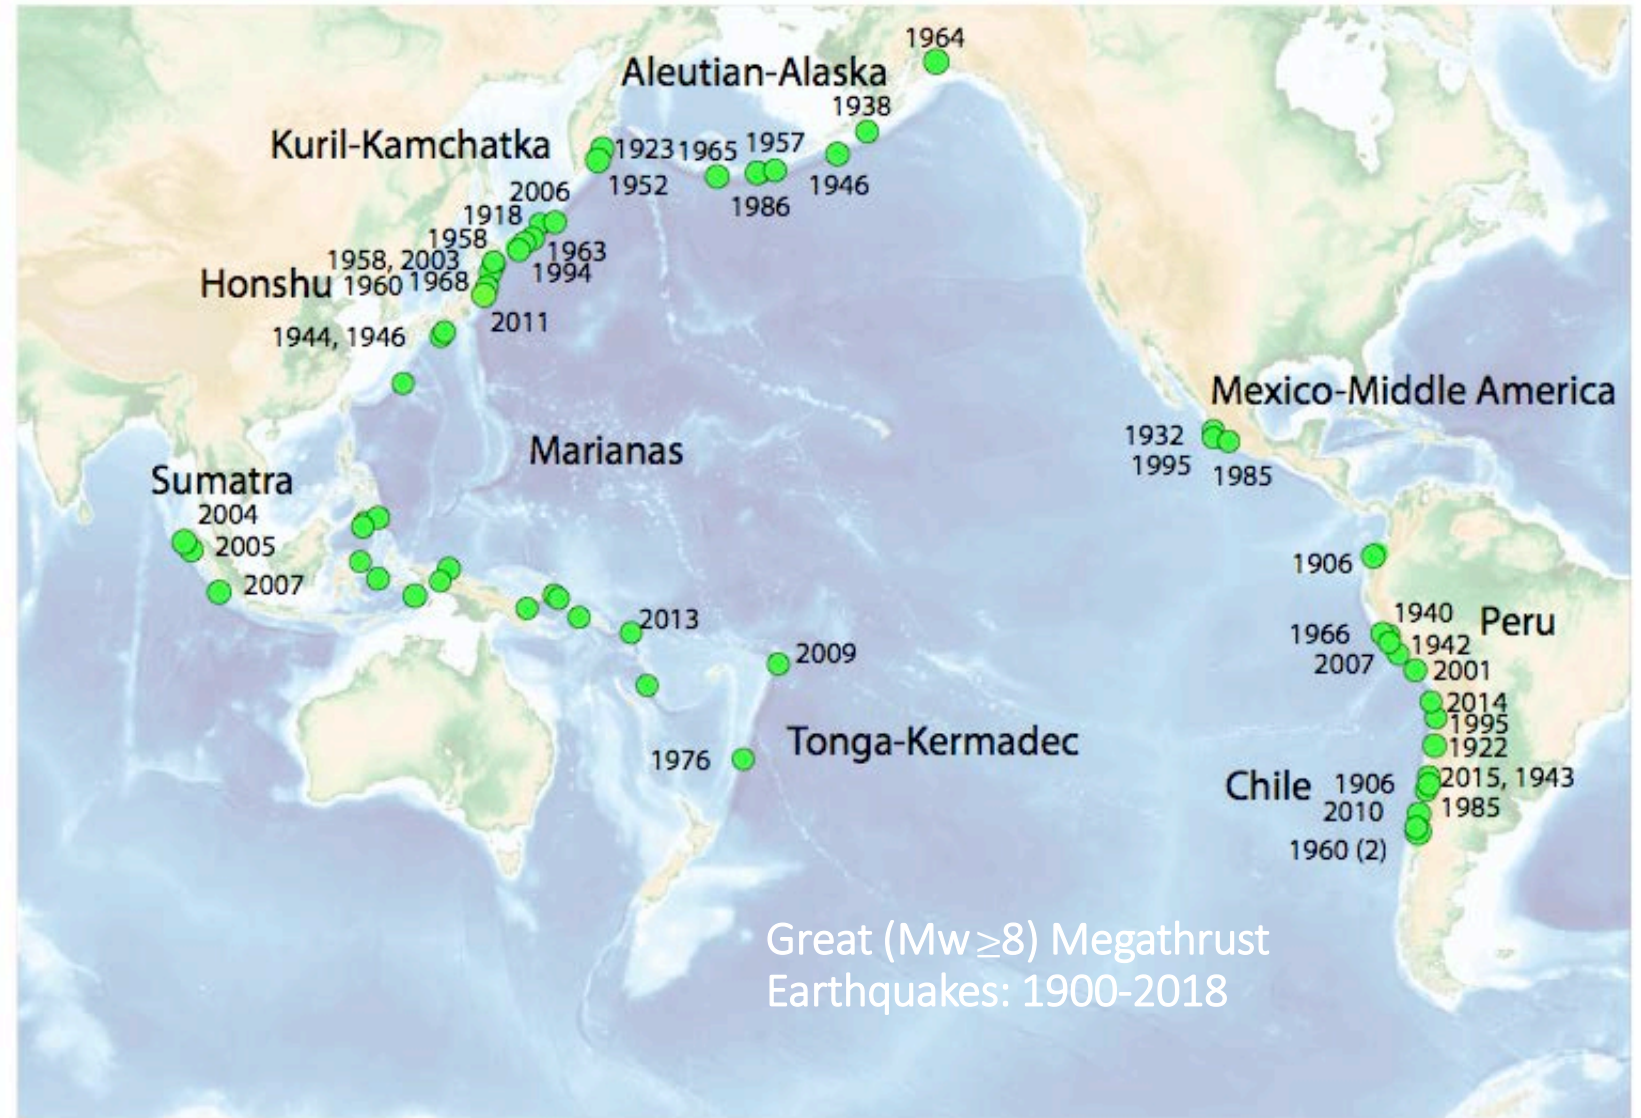 1964
Aleutian-Alaska
1938
Kuril-Kamchatka
1923 1965 1957
1952
1946
2006
1986
1918
1958
1963
1958, 2003
1994
Honshu 1960 1968
2011
1944, 1946
Mexico-Middle America
1932
Marianas
1995
1985
Sumatra
2004
2005
1906
2007
2013
1940
Peru
1966
1942
2009
2007
2001
2014
1995
Tonga-Kermadec
1922
1976
Chile 1906
2015, 1943
2010
1985
1960 (2)
Great (Mw ≥8) Megathrust
Earthquakes: 1900-2018